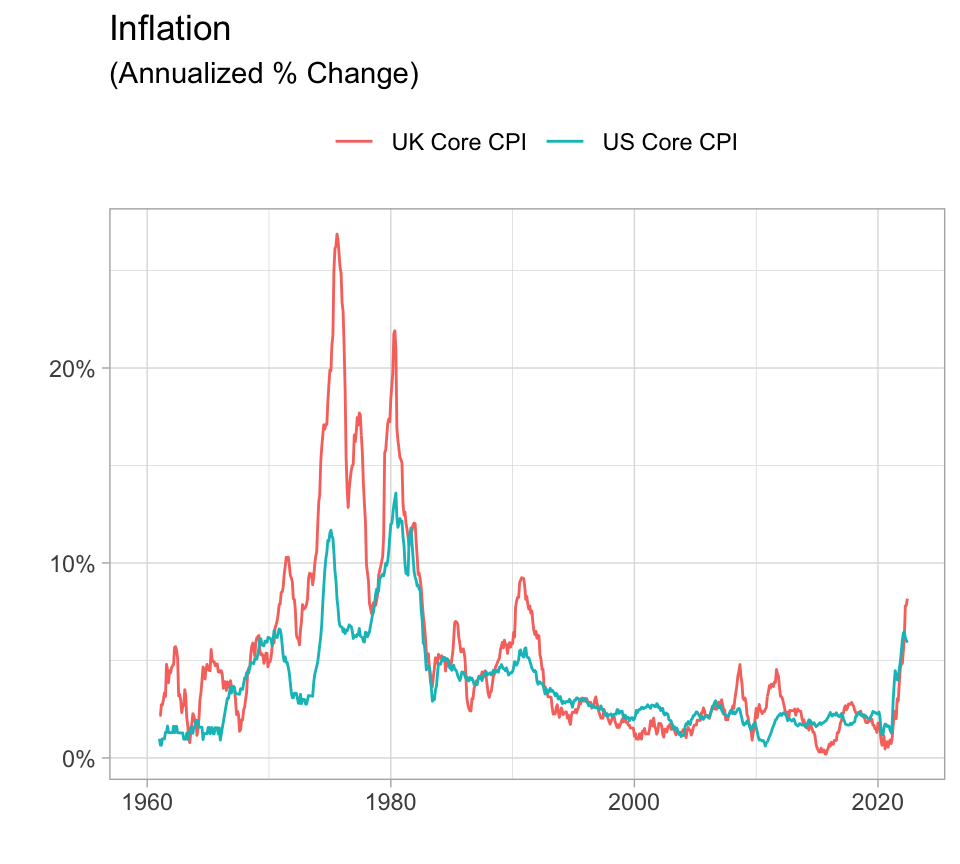 Inflation
(Annualized % Change)
UK Core CPI US Core CPI
20%
10%
0%
1960 1980 2000 2020